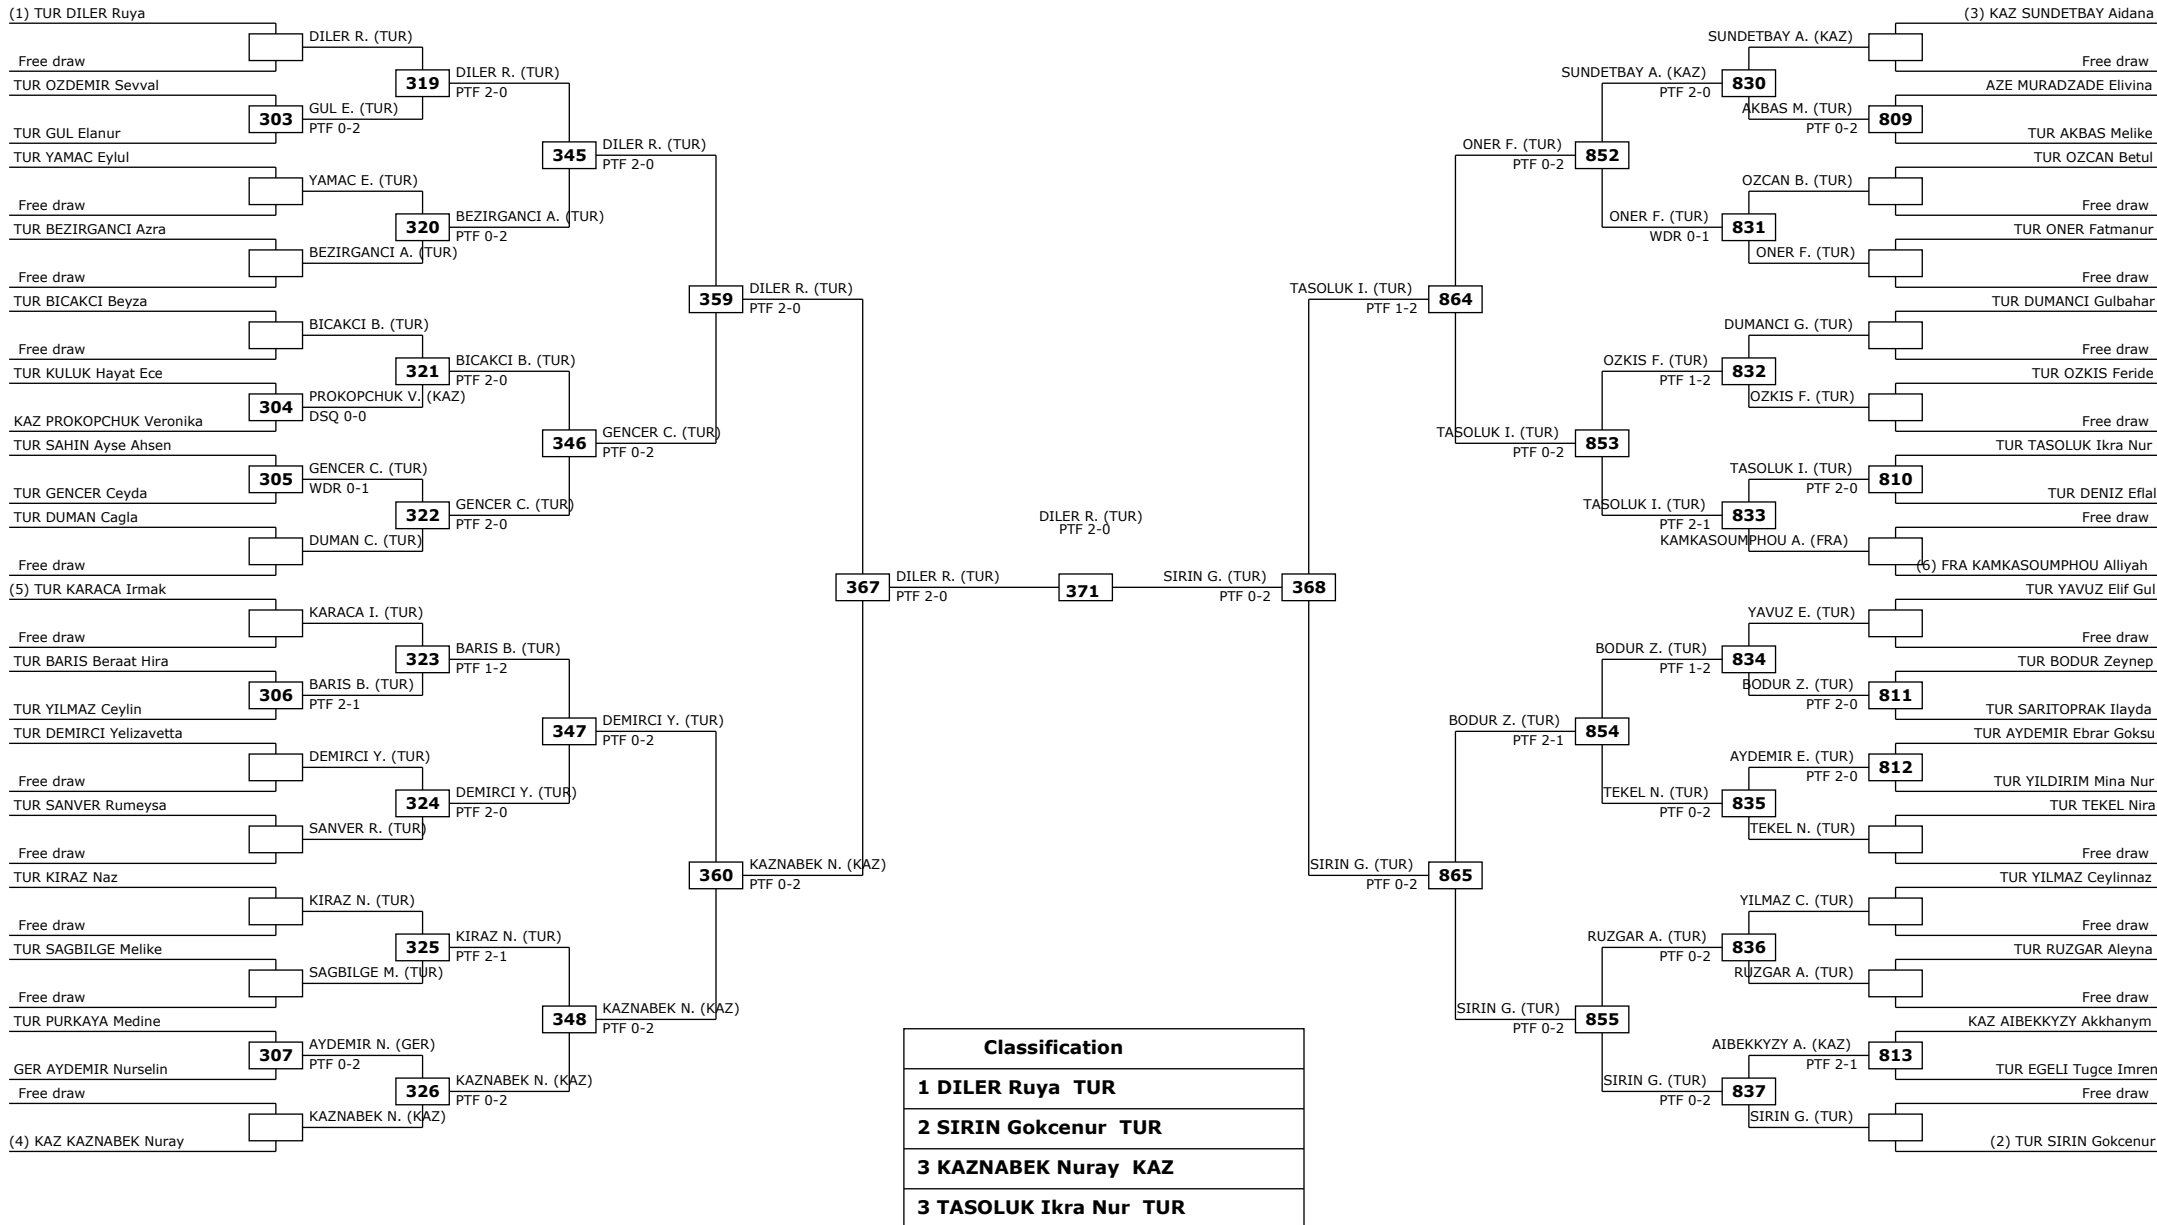 (1) TUR DILER Ruya
Free draw
TUR OZDEMIR Sevval
TUR GUL Elanur
TUR YAMAC Eylul
Free draw
TUR BEZIRGANCI Azra
Free draw
TUR BICAKCI Beyza
Free draw
TUR KULUK Hayat Ece
KAZ PROKOPCHUK Veronika
TUR SAHIN Ayse Ahsen
TUR GENCER Ceyda
TUR DUMAN Cagla
Free draw
(5) TUR KARACA Irmak
Free draw
TUR BARIS Beraat Hira
TUR YILMAZ Ceylin
TUR DEMIRCI Yelizavetta
Free draw
TUR SANVER Rumeysa
Free draw
TUR KIRAZ Naz
Free draw
TUR SAGBILGE Melike
Free draw
TUR PURKAYA Medine
GER AYDEMIR Nurselin
Free draw
(4) KAZ KAZNABEK Nuray
DILER R. (TUR)
303
GUL E. (TUR)
PTF 0-2
YAMAC E. (TUR)
BEZIRGANCI A. (TUR)
BICAKCI B. (TUR)
304
PROKOPCHUK V. (KAZ)
DSQ 0-0
305
GENCER C. (TUR)
WDR 0-1
DUMAN C. (TUR)
KARACA I. (TUR)
306
BARIS B. (TUR)
PTF 2-1
DEMIRCI Y. (TUR)
SANVER R. (TUR)
KIRAZ N. (TUR)
SAGBILGE M. (TUR)
307
AYDEMIR N. (GER)
PTF 0-2
KAZNABEK N. (KAZ)
319
DILER R. (TUR)
PTF 2-0
320
BEZIRGANCI A. (TUR)
PTF 0-2
321
BICAKCI B. (TUR)
PTF 2-0
322
GENCER C. (TUR)
PTF 2-0
323
BARIS B. (TUR)
PTF 1-2
324
DEMIRCI Y. (TUR)
PTF 2-0
325
KIRAZ N. (TUR)
PTF 2-1
326
KAZNABEK N. (KAZ)
PTF 0-2
345
DILER R. (TUR)
PTF 2-0
346
GENCER C. (TUR)
PTF 0-2
347
DEMIRCI Y. (TUR)
PTF 0-2
348
KAZNABEK N. (KAZ)
PTF 0-2
359
DILER R. (TUR)
PTF 2-0
360
KAZNABEK N. (KAZ)
PTF 0-2
367
DILER R. (TUR)
PTF 2-0
DILER R. (TUR)
PTF 2-0
371
SIRIN G. (TUR)
PTF 0-2
368
TASOLUK I. (TUR)
PTF 1-2
864
SIRIN G. (TUR)
PTF 0-2
865
ONER F. (TUR)
PTF 0-2
852
TASOLUK I. (TUR)
PTF 0-2
853
BODUR Z. (TUR)
PTF 2-1
854
SIRIN G. (TUR)
PTF 0-2
855
SUNDETBAY A. (KAZ)
PTF 2-0
830
ONER F. (TUR)
WDR 0-1
831
OZKIS F. (TUR)
PTF 1-2
832
TASOLUK I. (TUR)
PTF 2-1
833
BODUR Z. (TUR)
PTF 1-2
834
TEKEL N. (TUR)
PTF 0-2
835
RUZGAR A. (TUR)
PTF 0-2
836
SIRIN G. (TUR)
PTF 0-2
837
SUNDETBAY A. (KAZ)
AKBAS M. (TUR)
PTF 0-2
809
OZCAN B. (TUR)
ONER F. (TUR)
DUMANCI G. (TUR)
OZKIS F. (TUR)
TASOLUK I. (TUR)
PTF 2-0
810
KAMKASOUMPHOU A. (FRA)
YAVUZ E. (TUR)
BODUR Z. (TUR)
PTF 2-0
811
AYDEMIR E. (TUR)
PTF 2-0
812
TEKEL N. (TUR)
YILMAZ C. (TUR)
RUZGAR A. (TUR)
AIBEKKYZY A. (KAZ)
PTF 2-1
813
SIRIN G. (TUR)
(3) KAZ SUNDETBAY Aidana
Free draw
AZE MURADZADE Elivina
TUR AKBAS Melike
TUR OZCAN Betul
Free draw
TUR ONER Fatmanur
Free draw
TUR DUMANCI Gulbahar
Free draw
TUR OZKIS Feride
Free draw
TUR TASOLUK Ikra Nur
TUR DENIZ Eflal
Free draw
(6) FRA KAMKASOUMPHOU Alliyah
TUR YAVUZ Elif Gul
Free draw
TUR BODUR Zeynep
TUR SARITOPRAK Ilayda
TUR AYDEMIR Ebrar Goksu
TUR YILDIRIM Mina Nur
TUR TEKEL Nira
Free draw
TUR YILMAZ Ceylinnaz
Free draw
TUR RUZGAR Aleyna
Free draw
KAZ AIBEKKYZY Akkhanym
TUR EGELI Tugce Imren
Free draw
(2) TUR SIRIN Gokcenur
Classification
1 DILER Ruya TUR
2 SIRIN Gokcenur TUR
3 KAZNABEK Nuray KAZ
3 TASOLUK Ikra Nur TUR